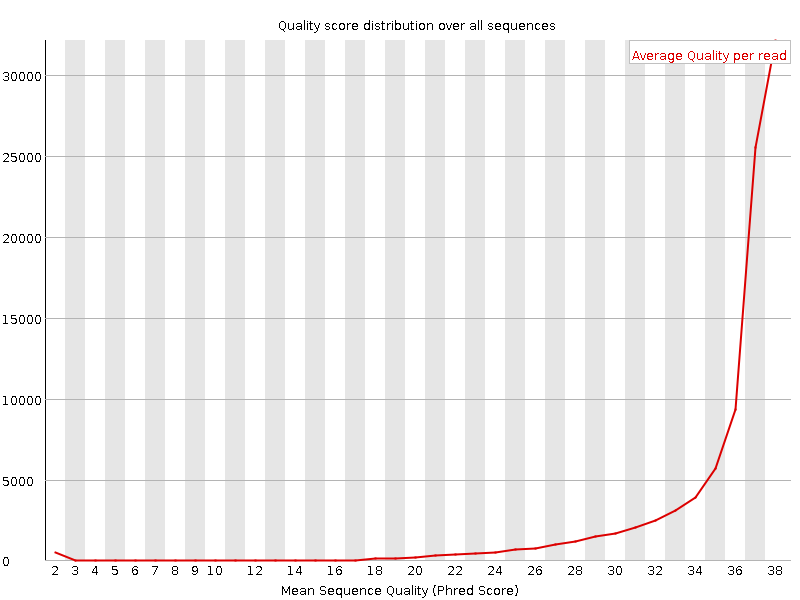 Quality score distribution over all sequences
Average Quality per read
30000
25000
20000
15000
10000
5000
0
2 3 4 5 6 7 8 9 10 12 14 16 18 20 22 24 26 28 30 32 34 36 38
Mean Sequence Quality (Phred Score)